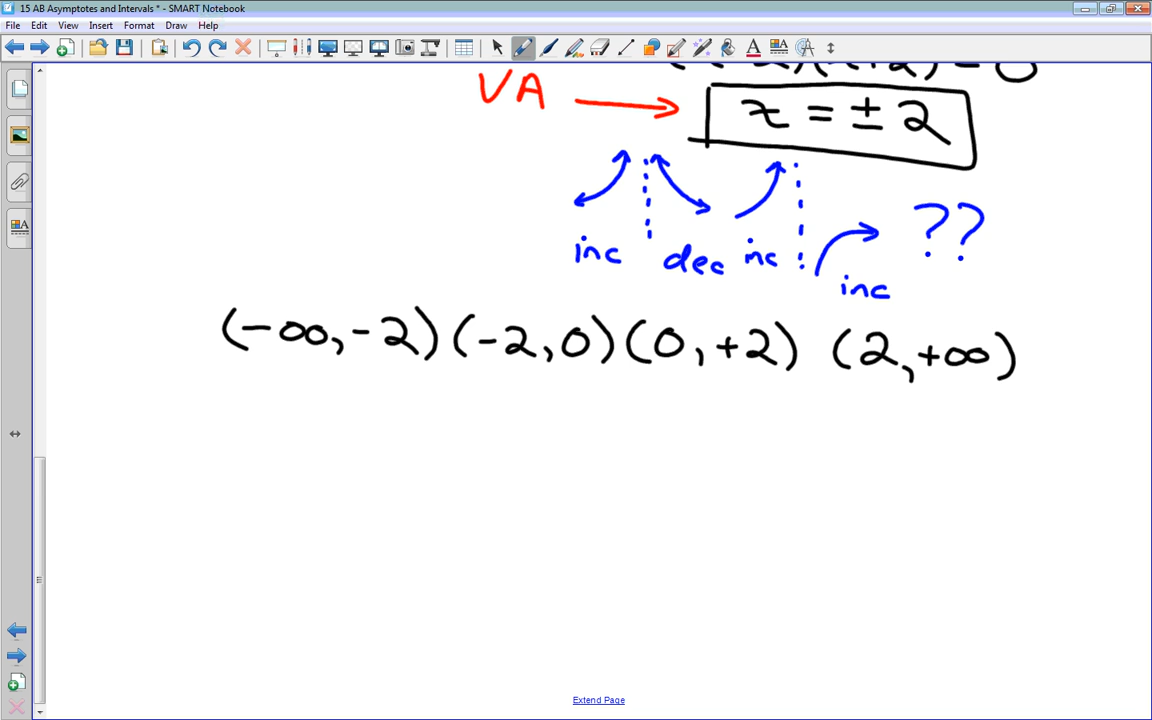 15 AB Asymptotes and Intervals * - SMART Notebook
File Edit View Insert Format Draw Help
VA
z = ± 2
??
inc dec inc
inc
(-∞,-2) (-2,0) (0,+2) (2,+∞)
Extend Page